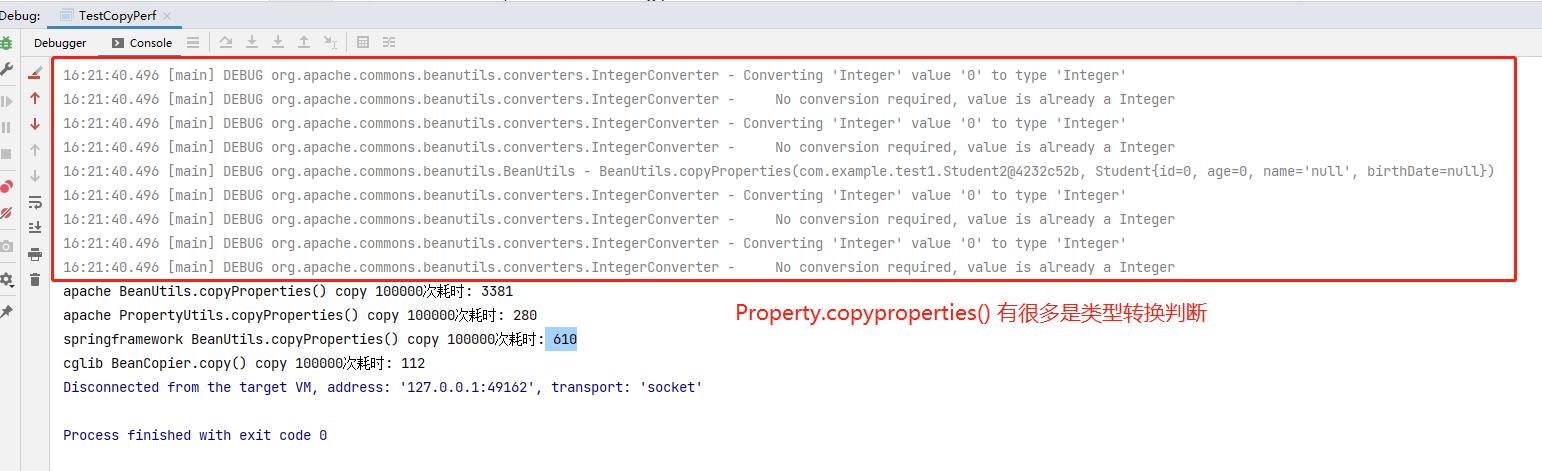 Debug: TestCopyPerf
Debugger Console
16:21:40.496 [main] DEBUG org.apache.commons.beanutils.converters.IntegerConverter - Converting 'Integer' value '0' to type 'Integer'
16:21:40.496 [main] DEBUG org.apache.commons.beanutils.converters.IntegerConverter -     No conversion required, value is already a Integer
16:21:40.496 [main] DEBUG org.apache.commons.beanutils.converters.IntegerConverter - Converting 'Integer' value '0' to type 'Integer'
16:21:40.496 [main] DEBUG org.apache.commons.beanutils.converters.IntegerConverter -     No conversion required, value is already a Integer
16:21:40.496 [main] DEBUG org.apache.commons.beanutils.BeanUtils - BeanUtils.copyProperties(com.example.test1.Student2@4232c52b, Student{id=0, age=0, name='null', birthDate=null})
16:21:40.496 [main] DEBUG org.apache.commons.beanutils.converters.IntegerConverter - Converting 'Integer' value '0' to type 'Integer'
16:21:40.496 [main] DEBUG org.apache.commons.beanutils.converters.IntegerConverter -     No conversion required, value is already a Integer
16:21:40.496 [main] DEBUG org.apache.commons.beanutils.converters.IntegerConverter - Converting 'Integer' value '0' to type 'Integer'
16:21:40.496 [main] DEBUG org.apache.commons.beanutils.converters.IntegerConverter -     No conversion required, value is already a Integer
apache BeanUtils.copyProperties() copy 100000次耗时: 3381
apache PropertyUtils.copyProperties() copy 100000次耗时: 280
Property.copyproperties() 有很多是类型转换判断
springframework BeanUtils.copyProperties() copy 100000次耗时: 610
cglib BeanCopier.copy() copy 100000次耗时: 112
Disconnected from the target VM, address: '127.0.0.1:49162', transport: 'socket'
Process finished with exit code 0